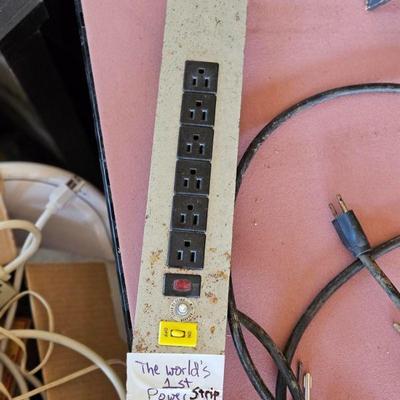 The world's
1st
Power Strip